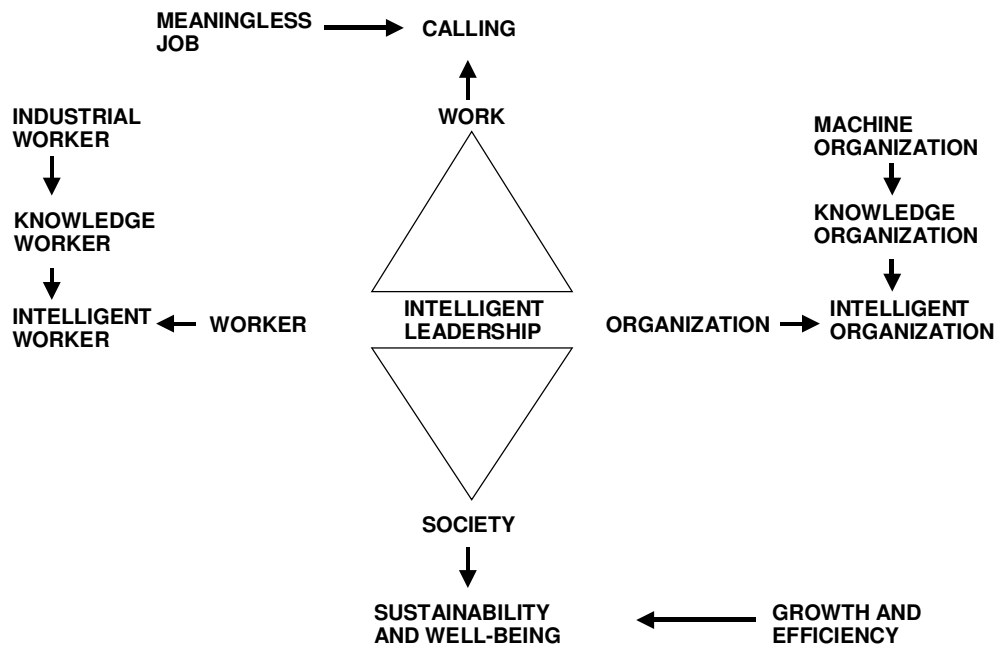 MEANINGLESS
JOB
CALLING
WORK
INDUSTRIAL
WORKER
KNOWLEDGE
WORKER
INTELLIGENT
WORKER
WORKER
INTELLIGENT
LEADERSHIP
ORGANIZATION
MACHINE
ORGANIZATION
KNOWLEDGE
ORGANIZATION
INTELLIGENT
ORGANIZATION
SOCIETY
SUSTAINABILITY
AND WELL-BEING
GROWTH AND
EFFICIENCY